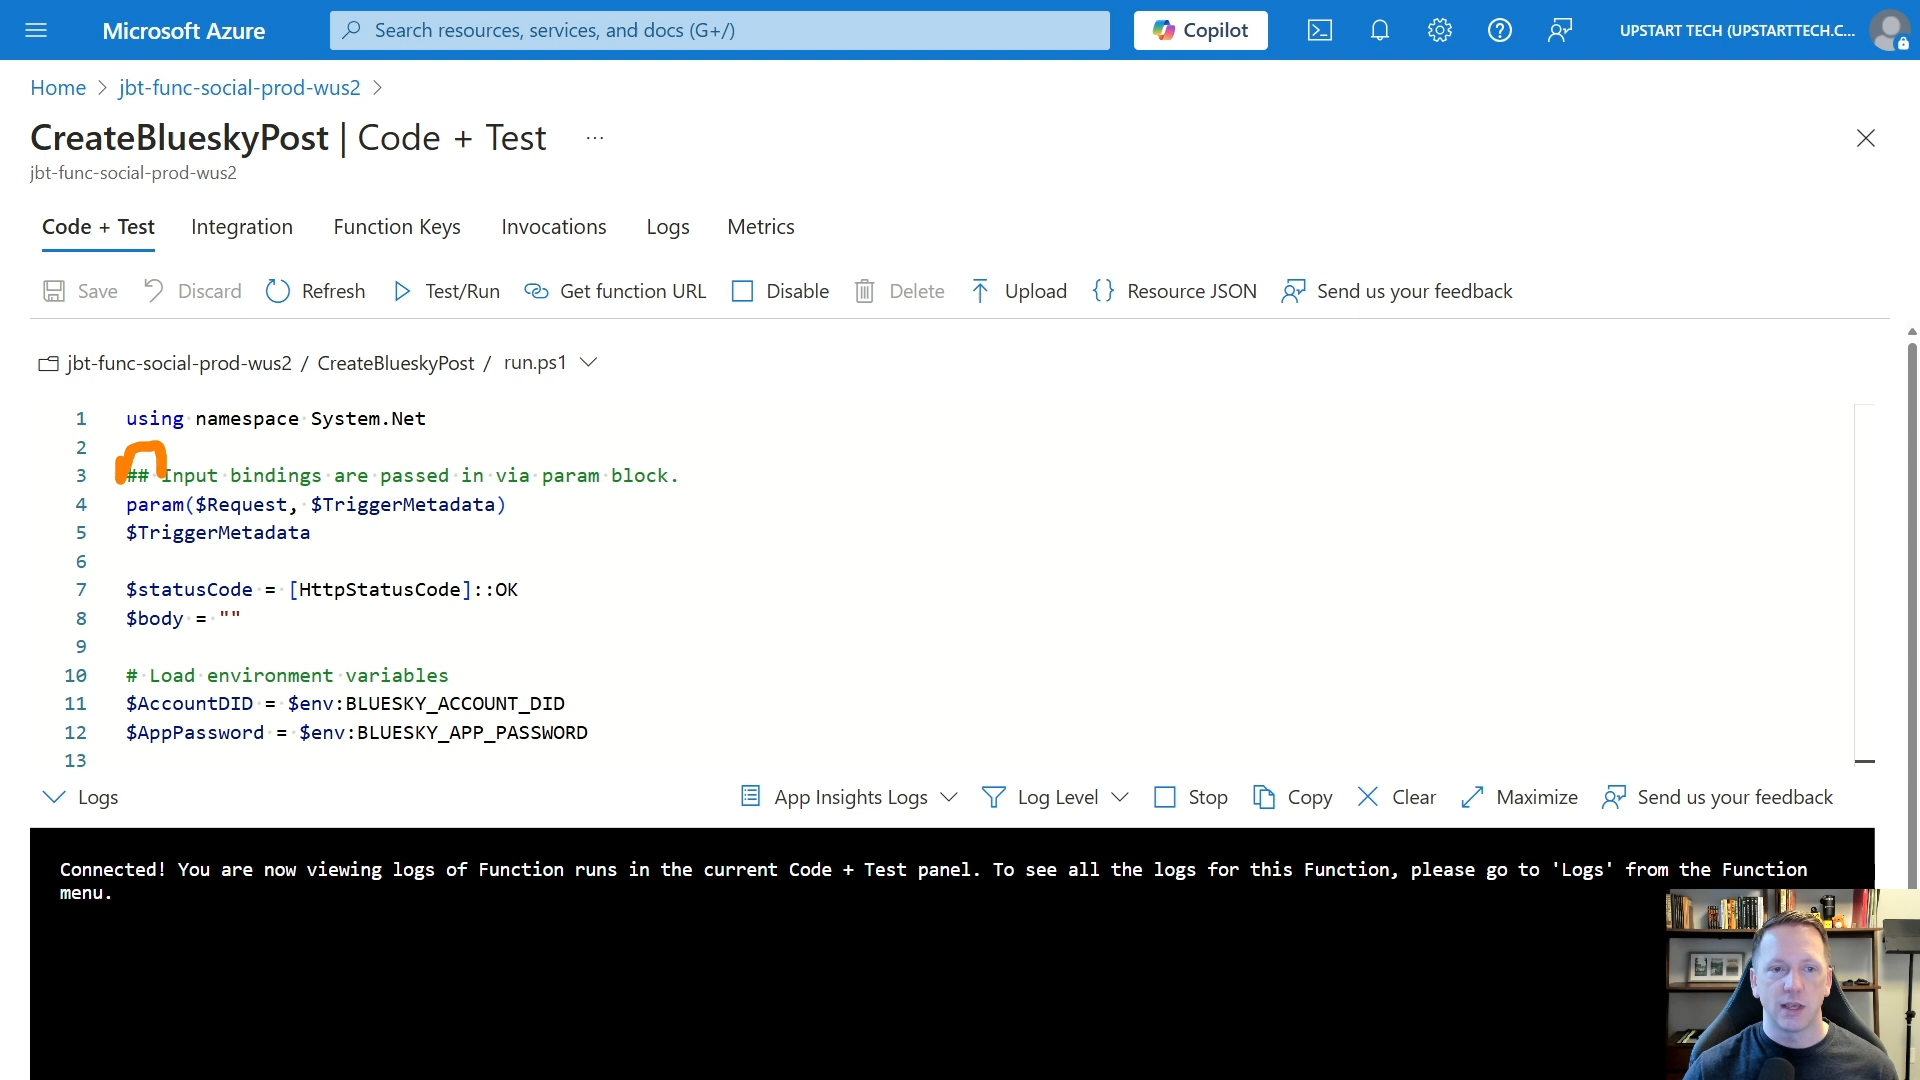 Microsoft Azure
Search resources, services, and docs (G+/)
Copilot
UPSTART TECH (UPSTARTTECH.C...
Home > jbt-func-social-prod-wus2 >
CreateBlueskyPost | Code + Test ...
jbt-func-social-prod-wus2
Code + Test Integration Function Keys Invocations Logs Metrics
Save Discard Refresh Test/Run Get function URL Disable Delete Upload Resource JSON Send us your feedback
jbt-func-social-prod-wus2 / CreateBlueskyPost / run.ps1
1 using namespace System.Net
2
3 ## Input bindings are passed in via param block.
4 param($Request, $TriggerMetadata)
5 $TriggerMetadata
6
7 $statusCode = [HttpStatusCode]::OK
8 $body = ""
9
10 # Load environment variables
11 $AccountDID = $env:BLUESKY_ACCOUNT_DID
12 $AppPassword = $env:BLUESKY_APP_PASSWORD
13
Logs App Insights Logs Log Level Stop Copy Clear Maximize Send us your feedback
Connected! You are now viewing logs of Function runs in the current Code + Test panel. To see all the logs for this Function, please go to 'Logs' from the Function
menu.